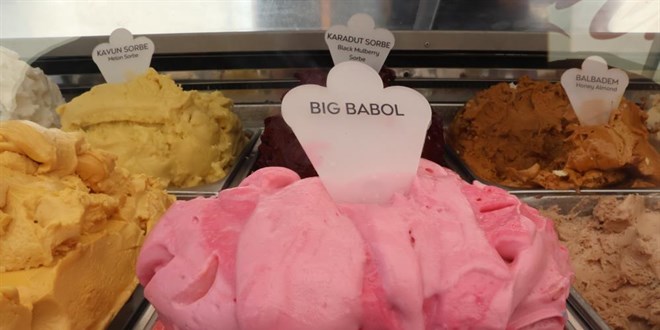 KAVUN SORBE
Melon Sorbe
KARADUT SORBE
Black Mulberry
Sorbe
BIG BABOL
BALBADEM
Honey Almond